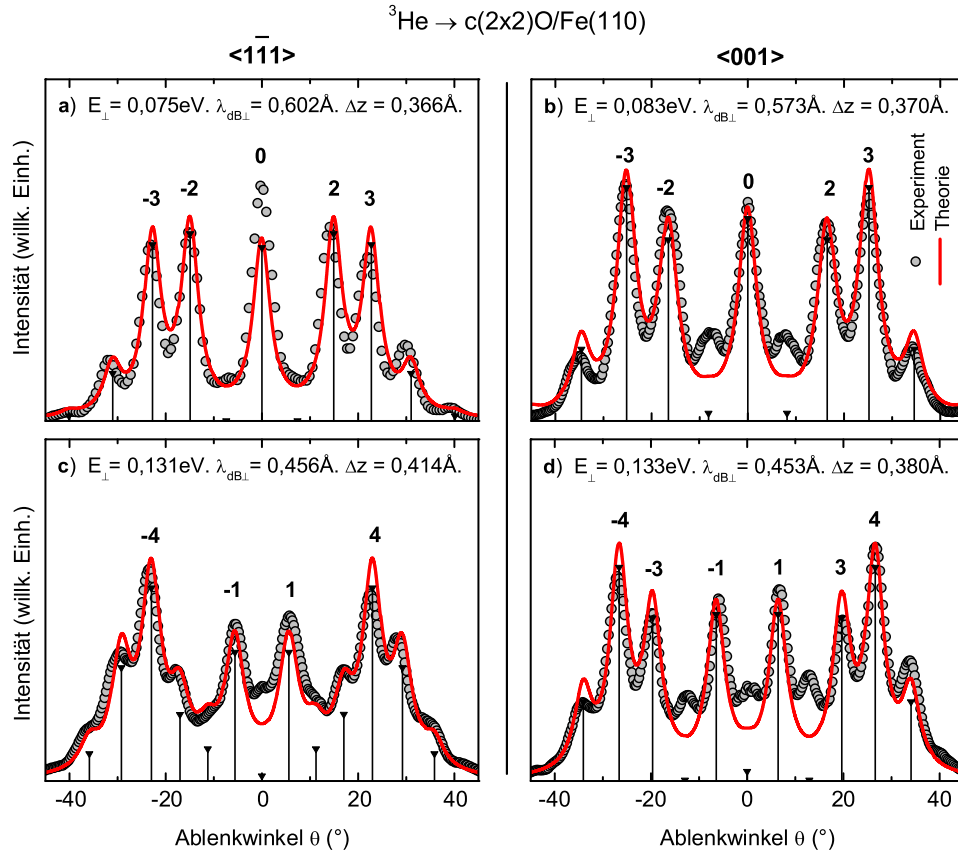 ³He → c(2x2)O/Fe(110)
<11̅1>
<001>
a) E⊥= 0,075eV. λdB⊥= 0,602Å. Δz = 0,366Å.
b) E⊥= 0,083eV. λdB⊥= 0,573Å. Δz = 0,370Å.
0
-3
-2
2
3
-3
-2
0
2
3
Experiment
Theorie
Intensität (willk. Einh.)
c) E⊥= 0,131eV. λdB⊥= 0,456Å. Δz = 0,414Å.
d) E⊥= 0,133eV. λdB⊥= 0,453Å. Δz = 0,380Å.
-4
-1
1
4
-4
-3
-1
1
3
4
Intensität (willk. Einh.)
-40 -20 0 20 40
-40 -20 0 20 40
Ablenkwinkel θ (°)
Ablenkwinkel θ (°)